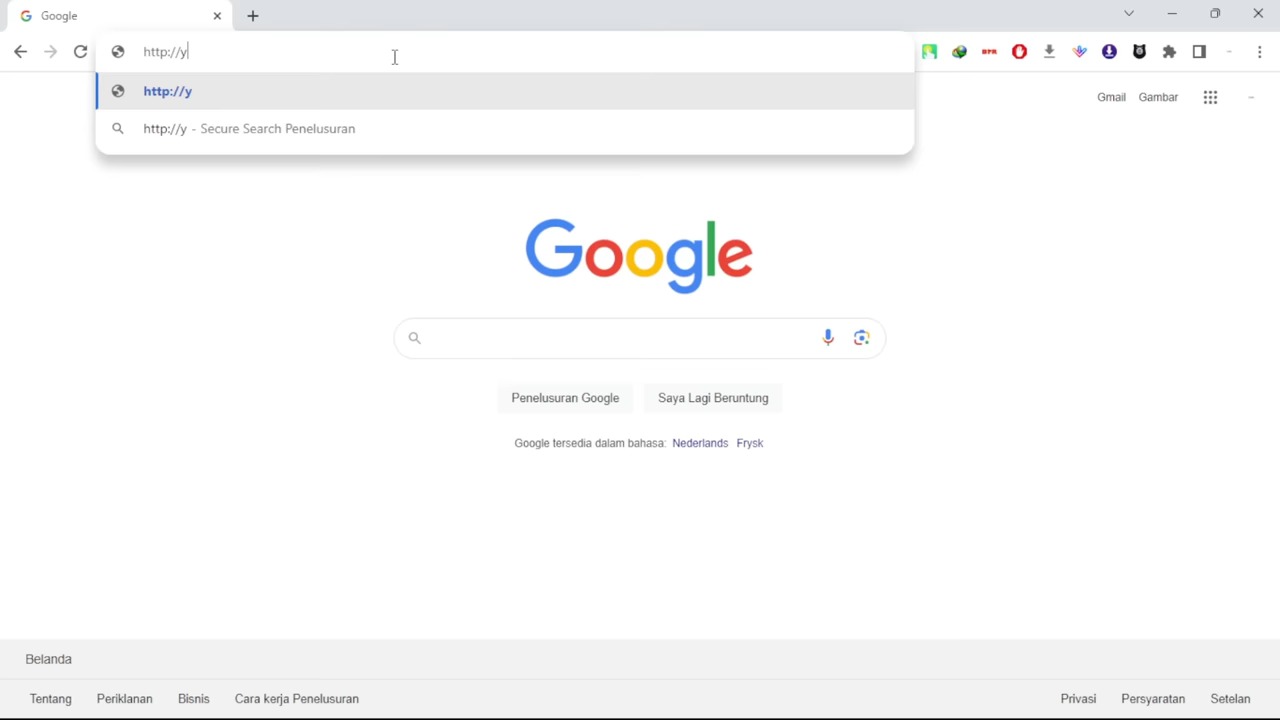 Google
http://y
http://y
http://y - Secure Search Penelusuran
BPR
Gmail Gambar
Google
Penelusuran Google Saya Lagi Beruntung
Google tersedia dalam bahasa: Nederlands Frysk
Belanda
Tentang Periklanan Bisnis Cara kerja Penelusuran Privasi Persyaratan Setelan